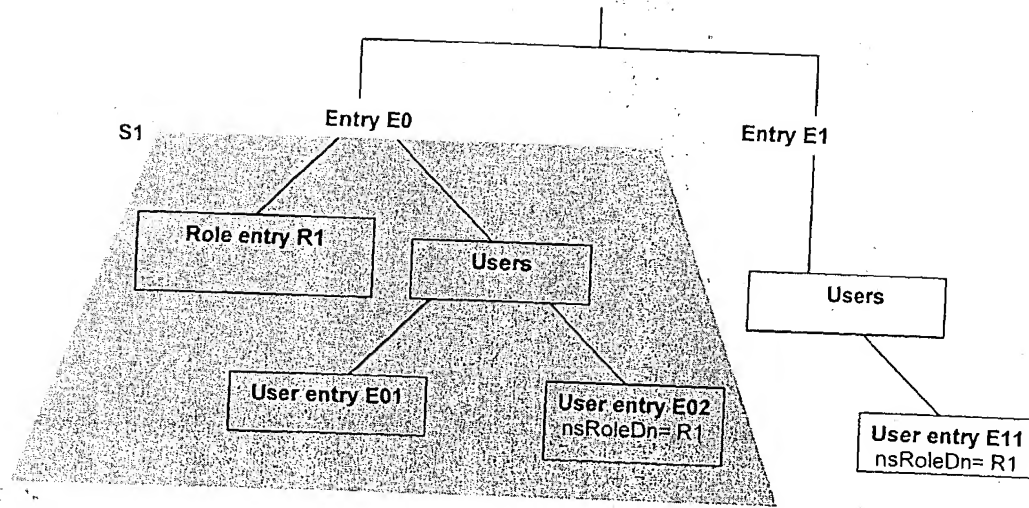 S1
Entry E0
Entry E1
Role entry R1
Users
Users
User entry E01
User entry E02
nsRoleDn= R1
User entry E11
nsRoleDn= R1